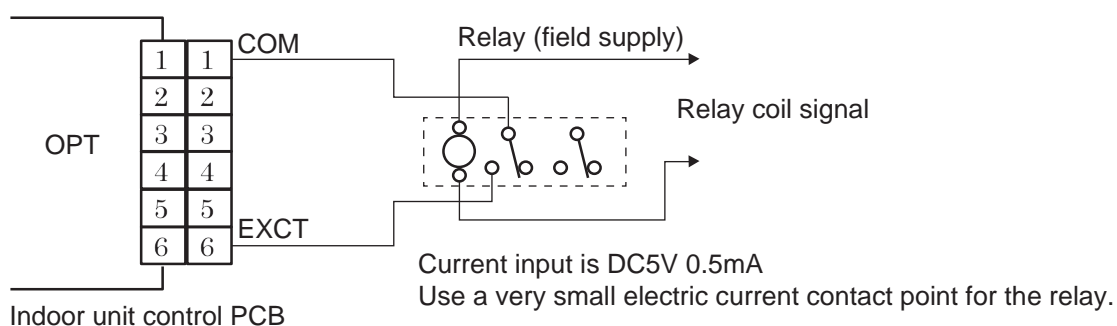 COM
Relay (field supply)
1 1
2 2
Relay coil signal
3 3
OPT
4 4
5 5
EXCT
6 6
Current input is DC5V 0.5mA
Use a very small electric current contact point for the relay.
Indoor unit control PCB